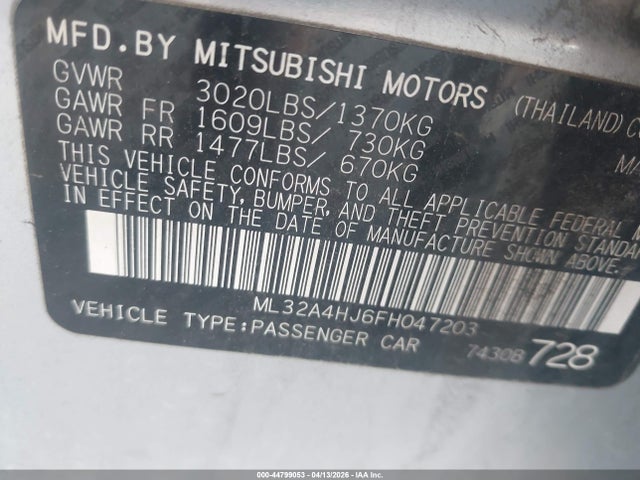 MFD. BY MITSUBISHI MOTORS (THAILAND) C
GVWR 3020LBS/1370KG
GAWR FR 1609LBS/ 730KG
GAWR RR 1477LBS/ 670KG
THIS VEHICLE CONFORMS TO ALL APPLICABLE FEDERAL M
VEHICLE SAFETY, BUMPER, AND THEFT PREVENTION STANDA
IN EFFECT ON THE DATE OF MANUFACTURE SHOWN ABOVE.
ML32A4HJ6FH047203
VEHICLE TYPE:PASSENGER CAR 7430B 728
000-44799053 - 04/13/2026 - IAA Inc.